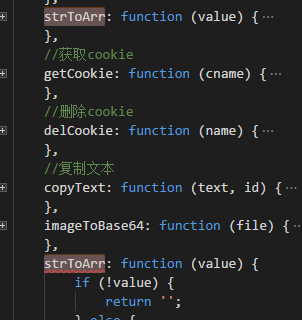 },
strToArr: function (value) {…
},
//获取cookie
getCookie: function (cname) {…
},
//删除cookie
delCookie: function (name) {…
},
//复制文本
copyText: function (text, id) {…
},
imageToBase64: function (file) {…
},
strToArr: function (value) {
if (!value) {
return '';
} else {